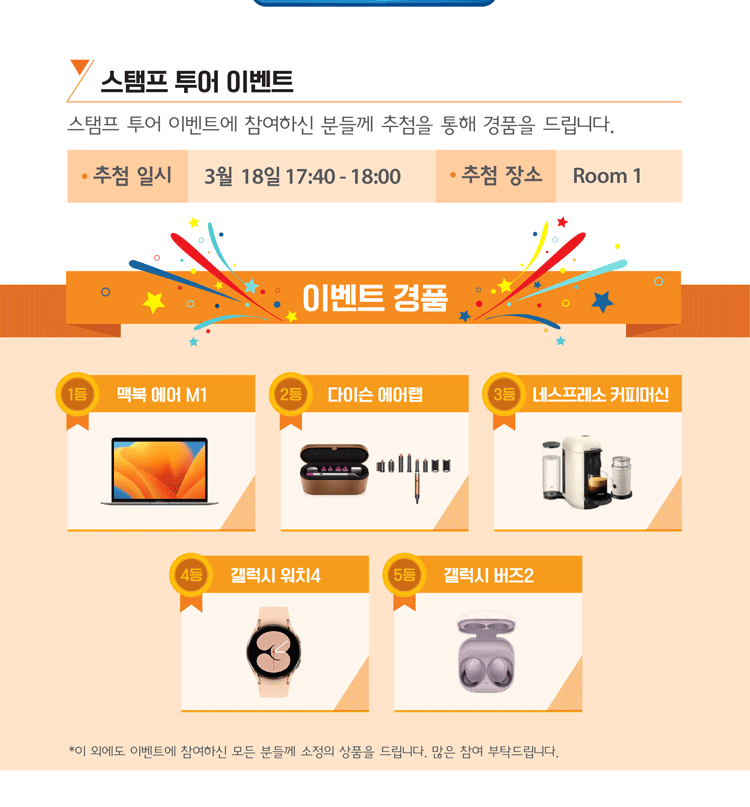 스탬프 투어 이벤트
스탬프 투어 이벤트에 참여하신 분들께 추첨을 통해 경품을 드립니다.
• 추첨 일시 3월 18일 17:40 - 18:00 • 추첨 장소 Room 1
이벤트 경품
1등 맥북 에어 M1
2등 다이슨 에어랩
3등 네스프레소 커피머신
4등 갤럭시 워치4
5등 갤럭시 버즈2
*이 외에도 이벤트에 참여하신 모든 분들께 소정의 상품을 드립니다. 많은 참여 부탁드립니다.